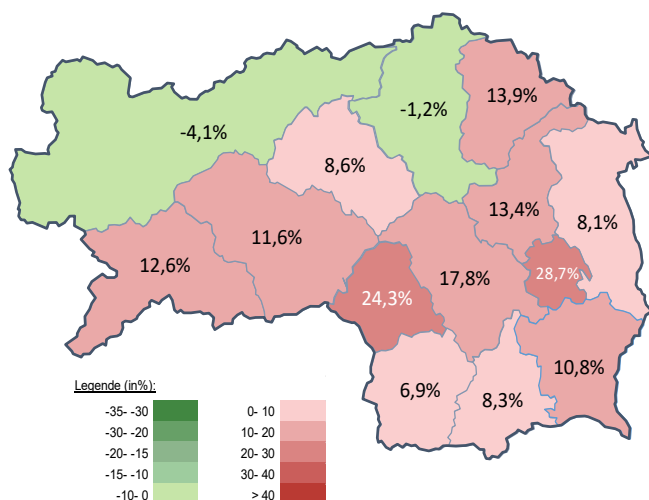 13,9%
-1,2%
-4,1%
8,6%
13,4%
8,1%
11,6%
12,6%
17,8%
28,7%
24,3%
10,8%
6,9%
8,3%
Legende (in%):
-35- -30 0- 10
-30- -20 10- 20
-20- -15 20- 30
-15- -10 30- 40
-10- 0 > 40